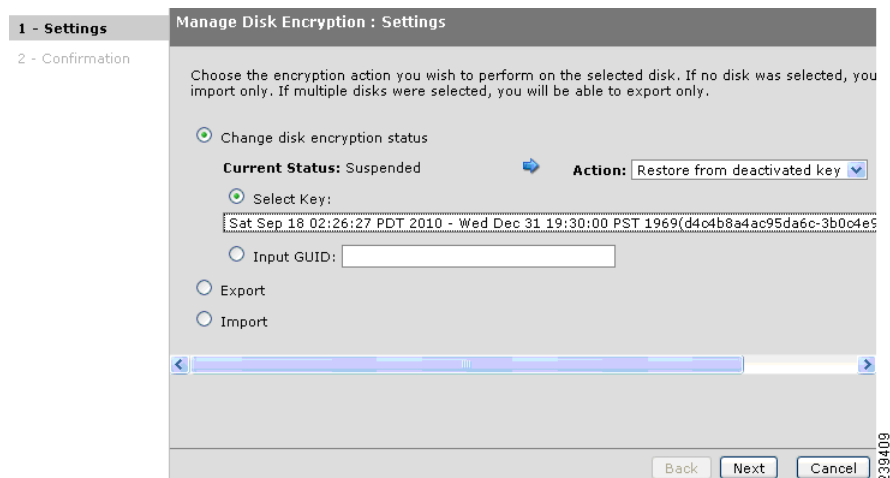 1 - Settings
2 - Confirmation
Manage Disk Encryption : Settings
Choose the encryption action you wish to perform on the selected disk. If no disk was selected, you
import only. If multiple disks were selected, you will be able to export only.
Change disk encryption status
Current Status: Suspended
Action: Restore from deactivated key
Select Key:
Sat Sep 18 02:26:27 PDT 2010 - Wed Dec 31 19:30:00 PST 1969(d4c4b8a4ac95da6c-3b0c4e9
Input GUID:
Export
Import
Back
Next
Cancel
239409